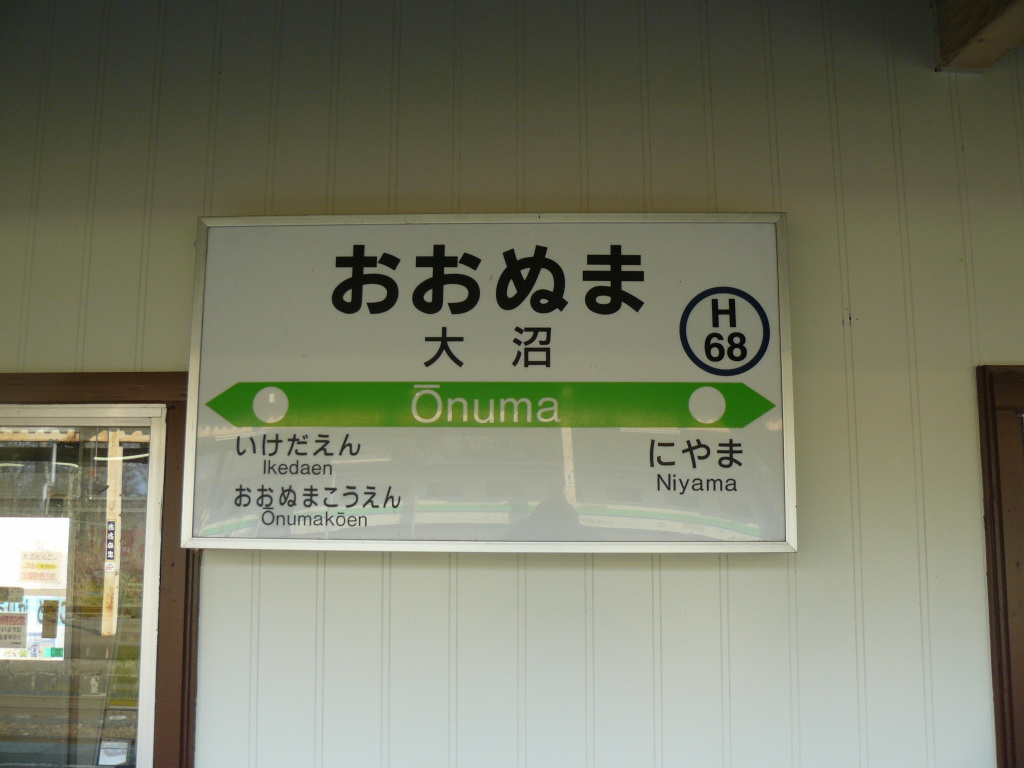 おおぬま
大沼
H
68
Ōnuma
いけだえん
Ikedaen
おおぬまこうえん
Ōnumakōen
にやま
Niyama